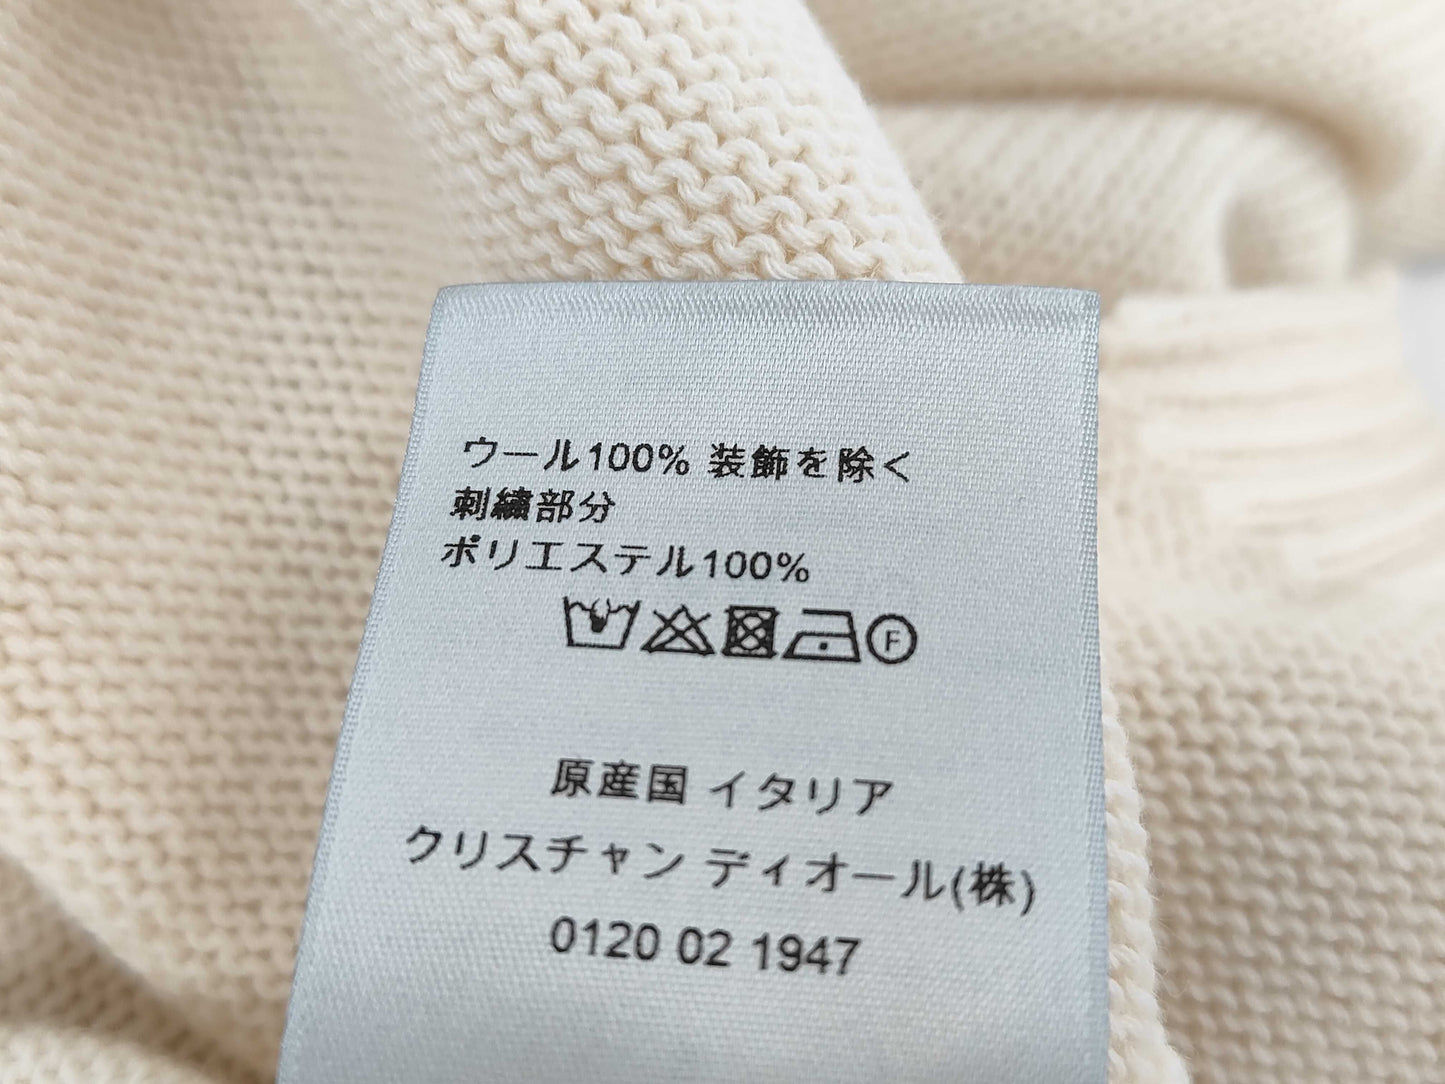 ウール100% 装飾を除く
刺繍部分
ポリエステル100%
F
原産国 イタリア
クリスチャン ディオール(株)
0120 02 1947